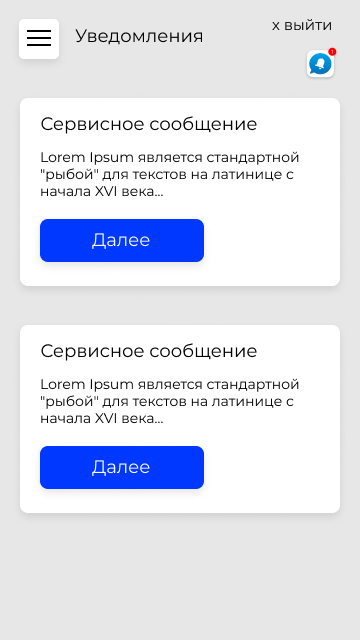 Уведомления
x выйти
Сервисное сообщение
Lorem Ipsum является стандартной
"рыбой" для текстов на латинице с
начала XVI века...
Далее
Сервисное сообщение
Lorem Ipsum является стандартной
"рыбой" для текстов на латинице с
начала XVI века...
Далее